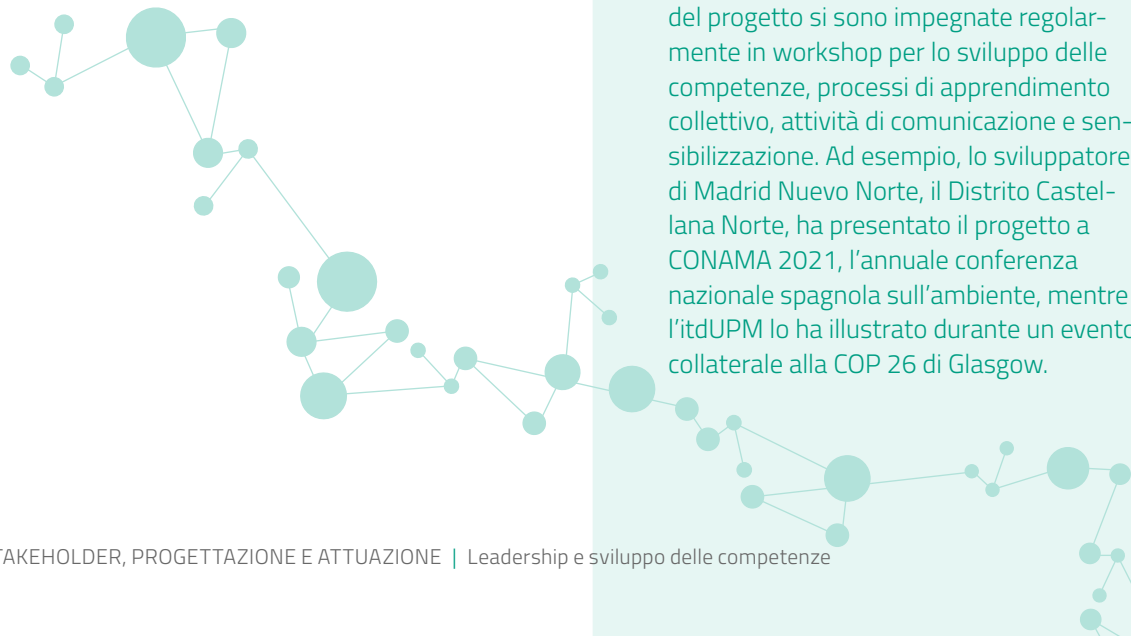 del progetto si sono impegnate regolar-
mente in workshop per lo sviluppo delle
competenze, processi di apprendimento
collettivo, attività di comunicazione e sen-
sibilizzazione. Ad esempio, lo sviluppatore
di Madrid Nuevo Norte, il Distrito Castel-
lana Norte, ha presentato il progetto a
CONAMA 2021, l’annuale conferenza
nazionale spagnola sull’ambiente, mentre
l’itdUPM lo ha illustrato durante un evento
collaterale alla COP 26 di Glasgow.
TAKEHOLDER, PROGETTAZIONE E ATTUAZIONE | Leadership e sviluppo delle competenze